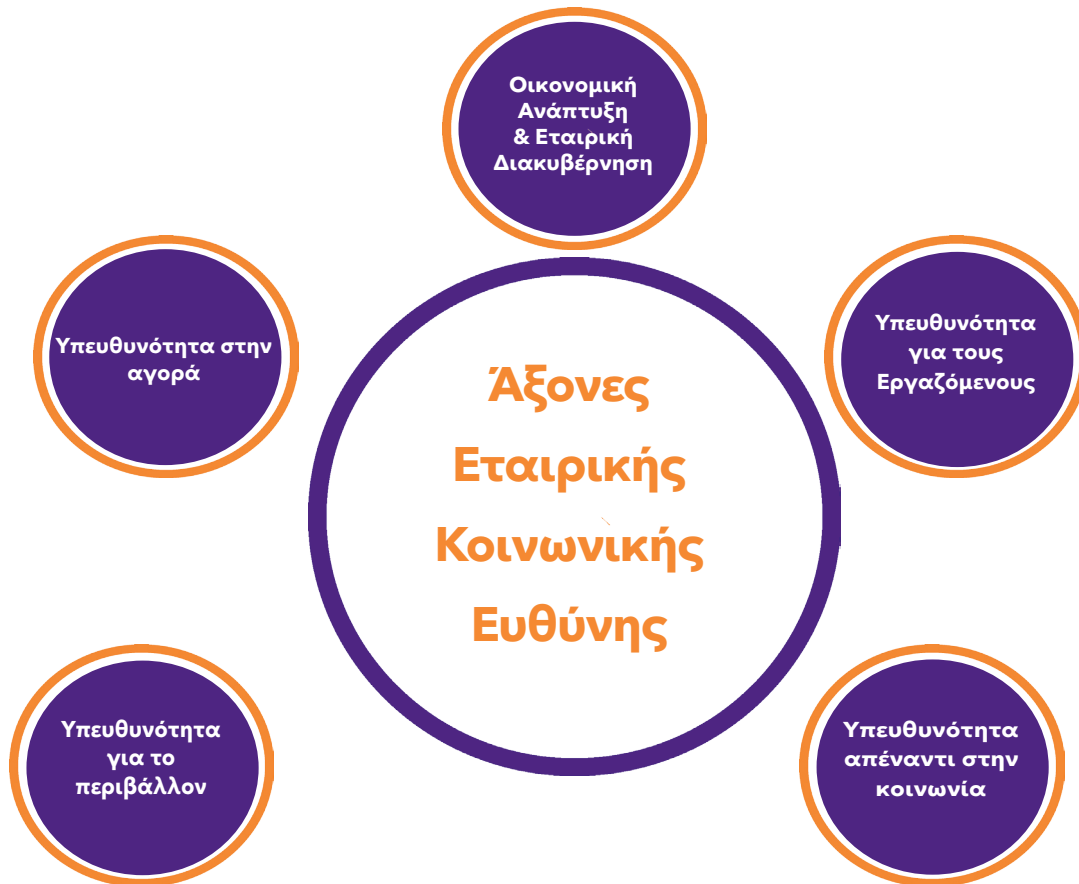 Οικονομική
Ανάπτυξη
& Εταιρική
Διακυβέρνηση
Υπευθυνότητα στην
αγορά
Υπευθυνότητα
για τους
Εργαζόμενους
Άξονες
Εταιρικής
Κοινωνικής
Ευθύνης
Υπευθυνότητα
για το
περιβάλλον
Υπευθυνότητα
απέναντι στην
κοινωνία